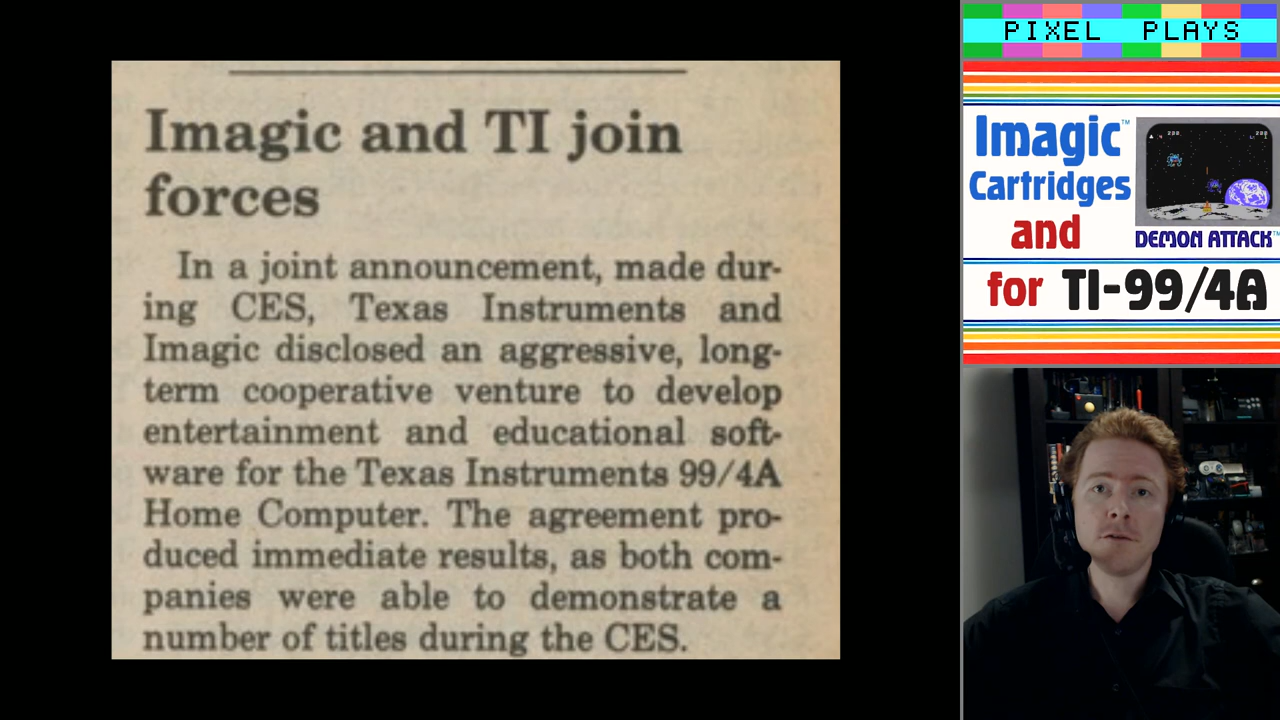 Imagic and TI join
forces
In a joint announcement, made dur-
ing CES, Texas Instruments and
Imagic disclosed an aggressive, long-
term cooperative venture to develop
entertainment and educational soft-
ware for the Texas Instruments 99/4A
Home Computer. The agreement pro-
duced immediate results, as both com-
panies were able to demonstrate a
number of titles during the CES.
PIXEL PLAYS
Imagic™
Cartridges
and
DEMON ATTACK™
for TI-99/4A